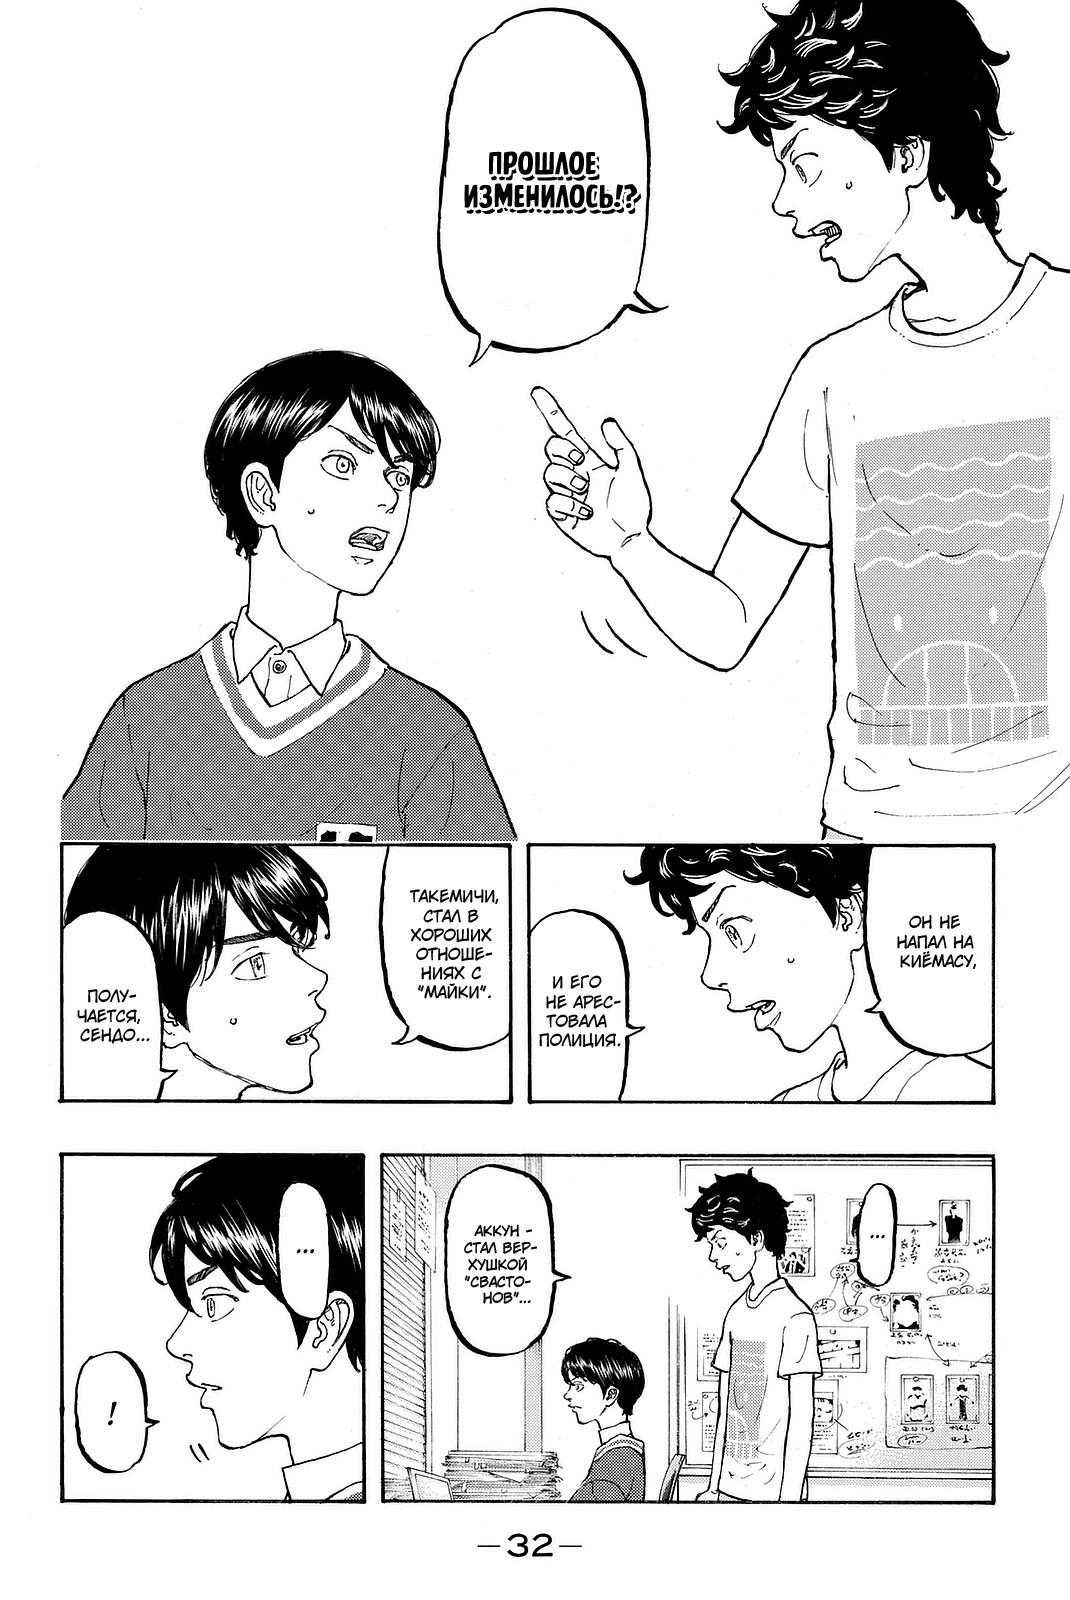 ПРОШЛОЕ
ИЗМЕНИЛОСЬ!?
ОН НЕ
НАПАЛ НА
КИЁМАСУ,
И ЕГО
НЕ АРЕС-
ТОВАЛА
ПОЛИЦИЯ.
ТАКЕМИЧИ,
СТАЛ В
ХОРОШИХ
ОТНОШЕ-
НИЯХ С
"МАЙКИ".
ПОЛУ-
ЧАЕТСЯ,
СЕНДО...
...
АККУН -
СТАЛ ВЕР-
ХУШКОЙ
"СВАСТО-
НОВ"...
...
!
—32—